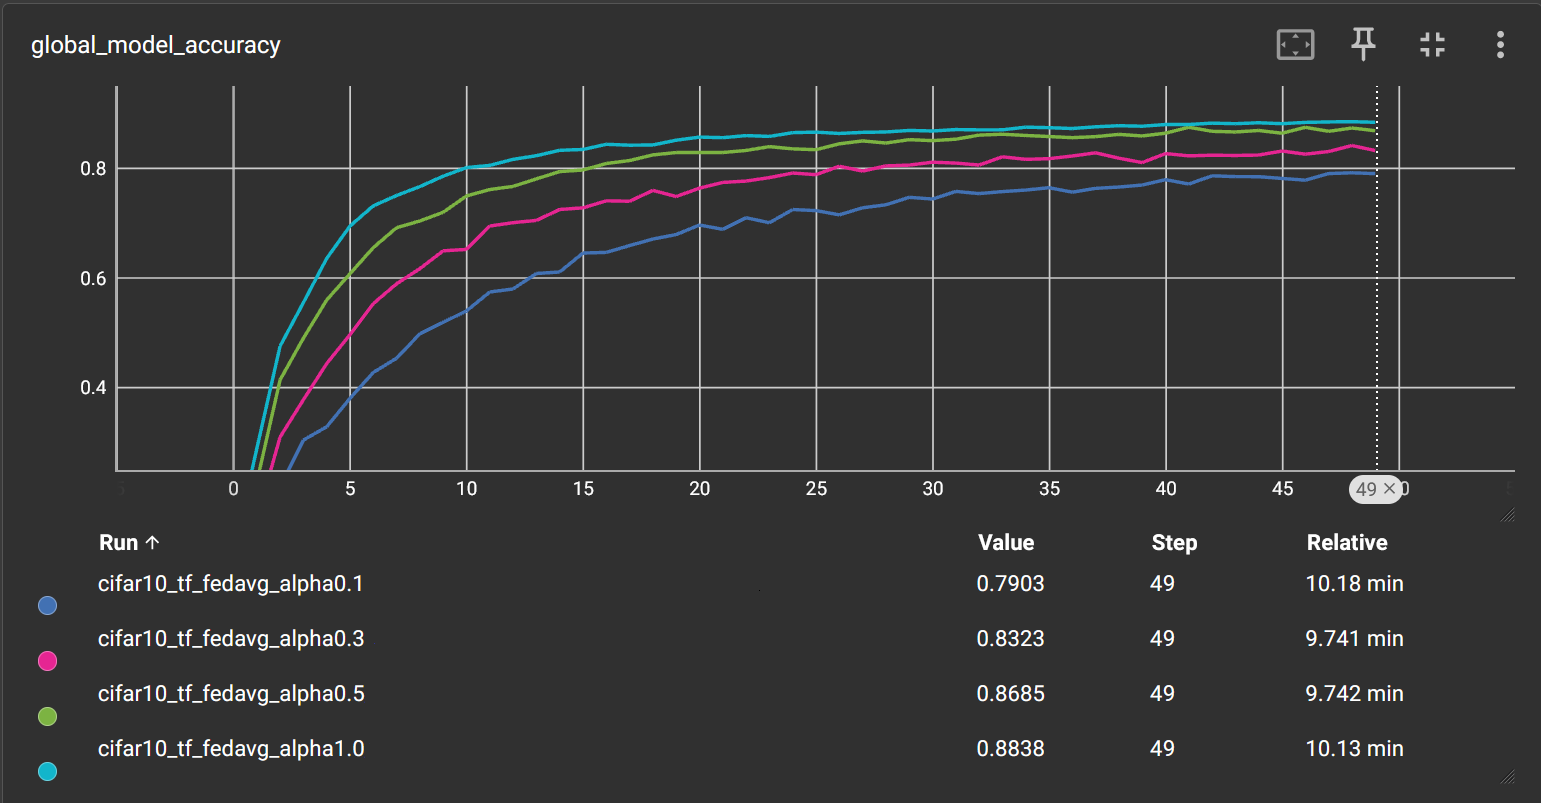 global_model_accuracy
0.8
0.6
0.4
0 5 10 15 20 25 30 35 40 45 49 × 0
Run ↑ Value Step Relative
cifar10_tf_fedavg_alpha0.1 0.7903 49 10.18 min
cifar10_tf_fedavg_alpha0.3 0.8323 49 9.741 min
cifar10_tf_fedavg_alpha0.5 0.8685 49 9.742 min
cifar10_tf_fedavg_alpha1.0 0.8838 49 10.13 min